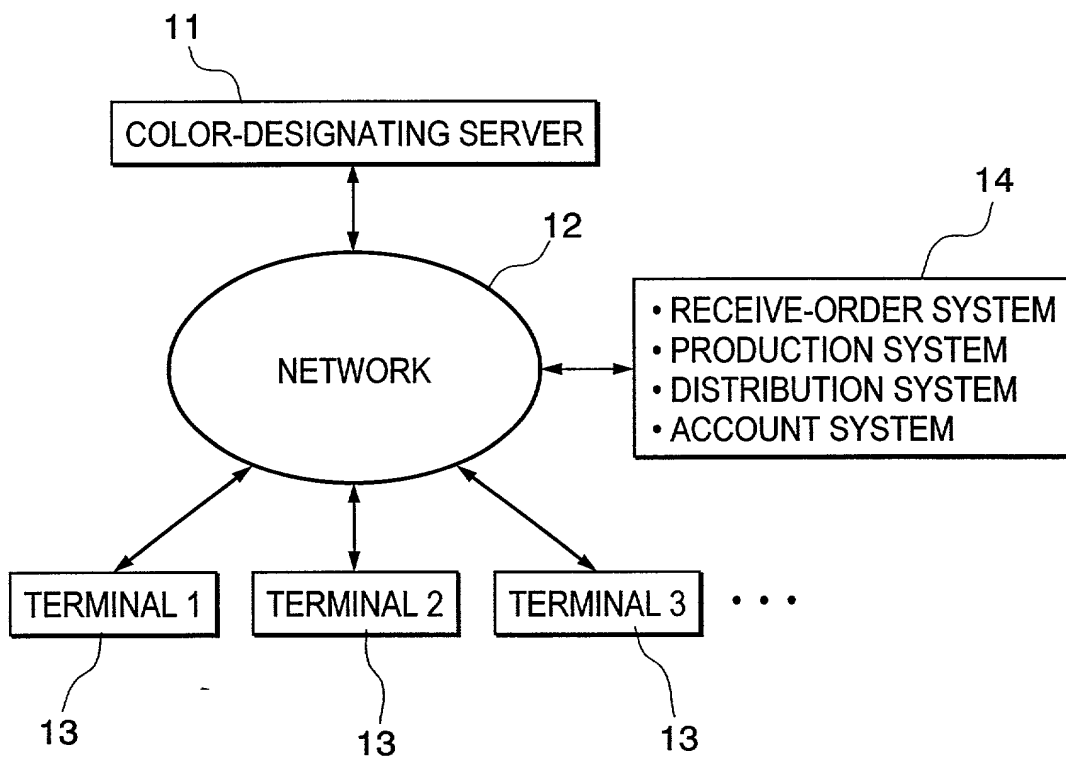 11
COLOR-DESIGNATING SERVER
12
14
NETWORK
• RECEIVE-ORDER SYSTEM
• PRODUCTION SYSTEM
• DISTRIBUTION SYSTEM
• ACCOUNT SYSTEM
TERMINAL 1
TERMINAL 2
TERMINAL 3
• • •
13
13
13